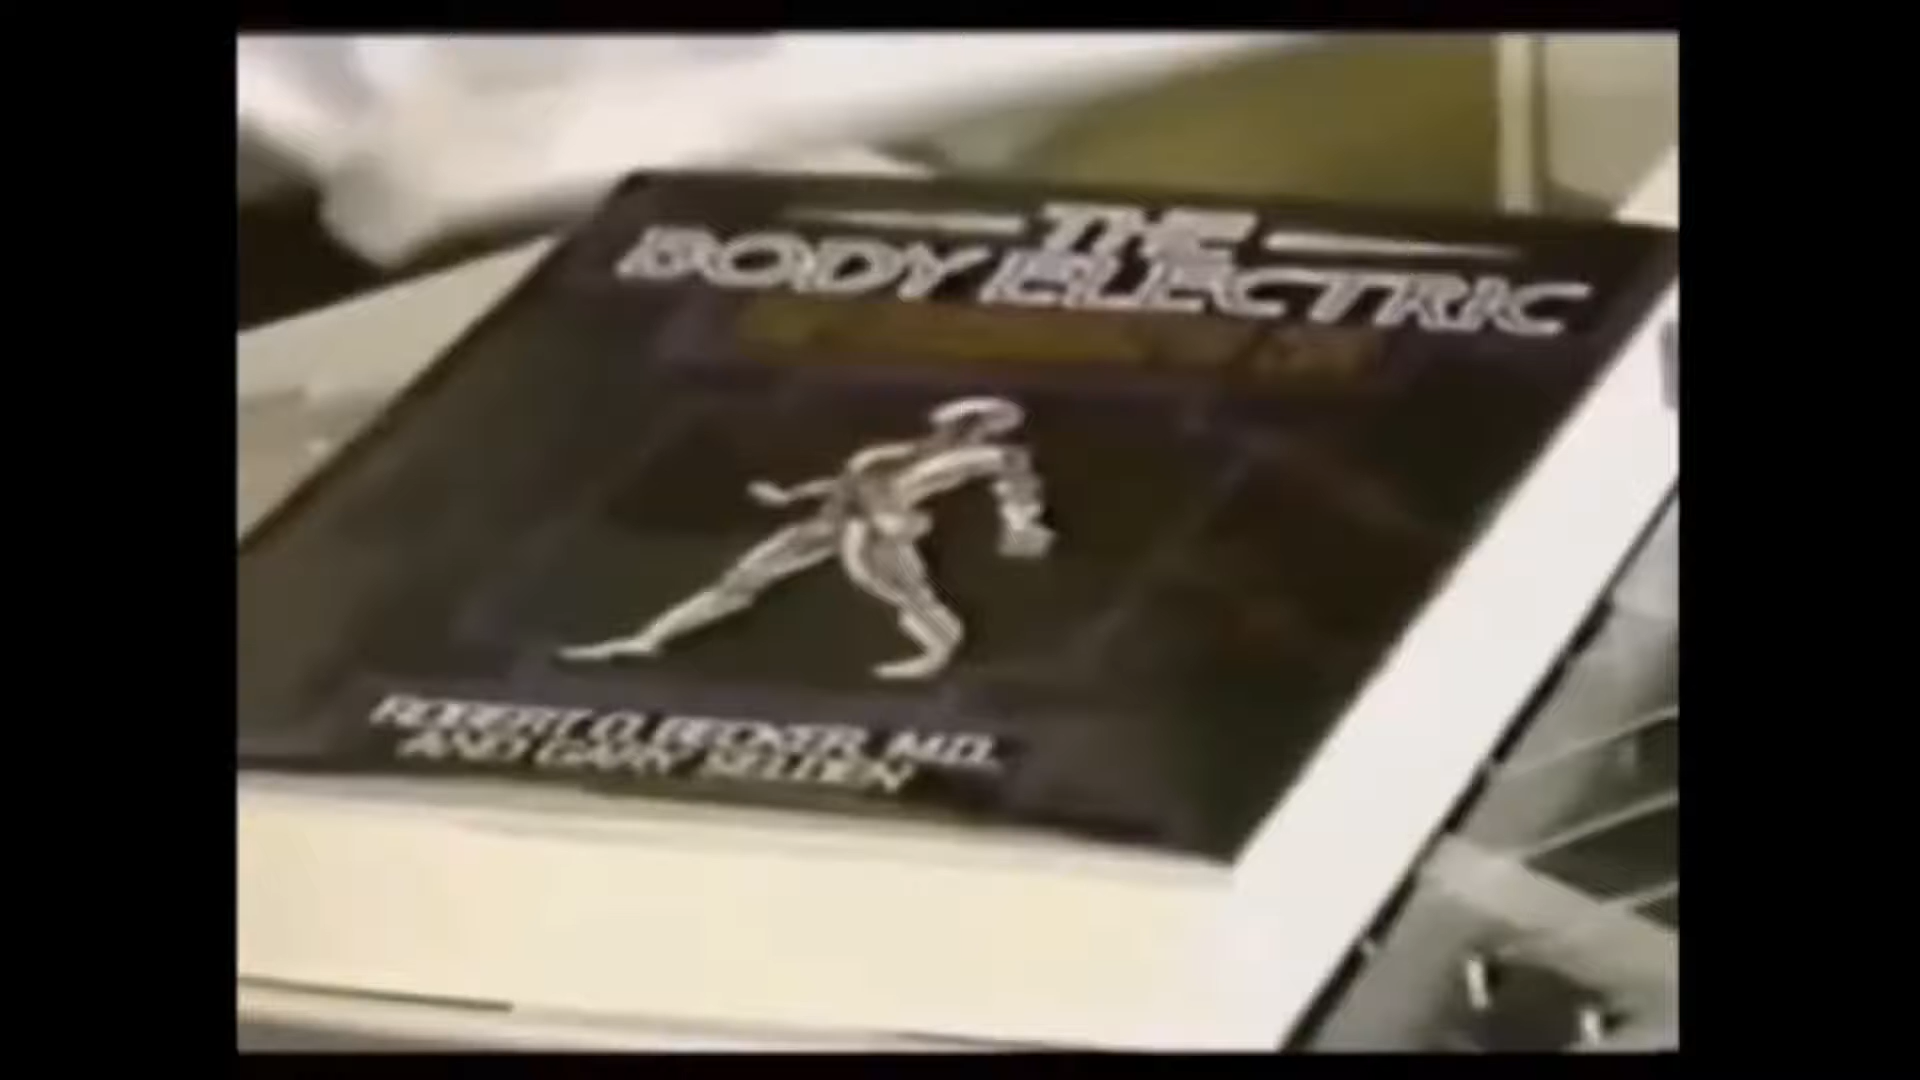 THE
BODY ELECTRIC
ROBERT O. BECKER, M.D.
AND GARY SELDEN